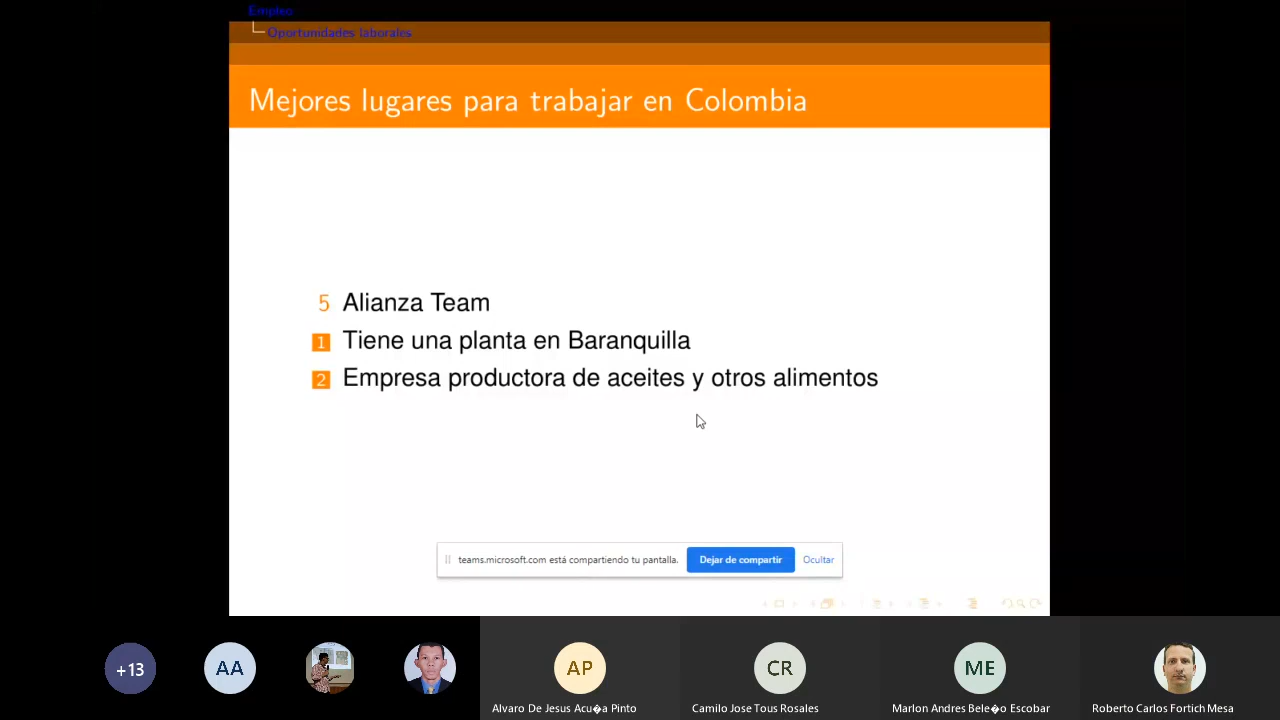 Empleo
Oportunidades laborales
Mejores lugares para trabajar en Colombia
5 Alianza Team
1 Tiene una planta en Baranquilla
2 Empresa productora de aceites y otros alimentos
teams.microsoft.com está compartiendo tu pantalla. Dejar de compartir Ocultar
+13 AA AP CR ME
Alvaro De Jesus Acu�a Pinto Camilo Jose Tous Rosales Marlon Andres Bele�o Escobar Roberto Carlos Fortich Mesa